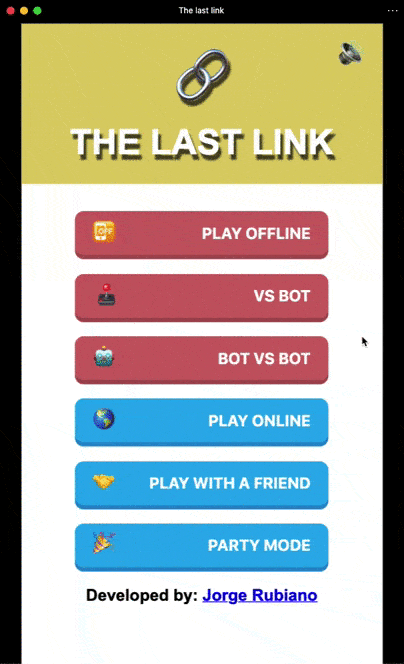 The last link
THE LAST LINK
OFF
PLAY OFFLINE
VS BOT
BOT VS BOT
PLAY ONLINE
PLAY WITH A FRIEND
PARTY MODE
Developed by: Jorge Rubiano